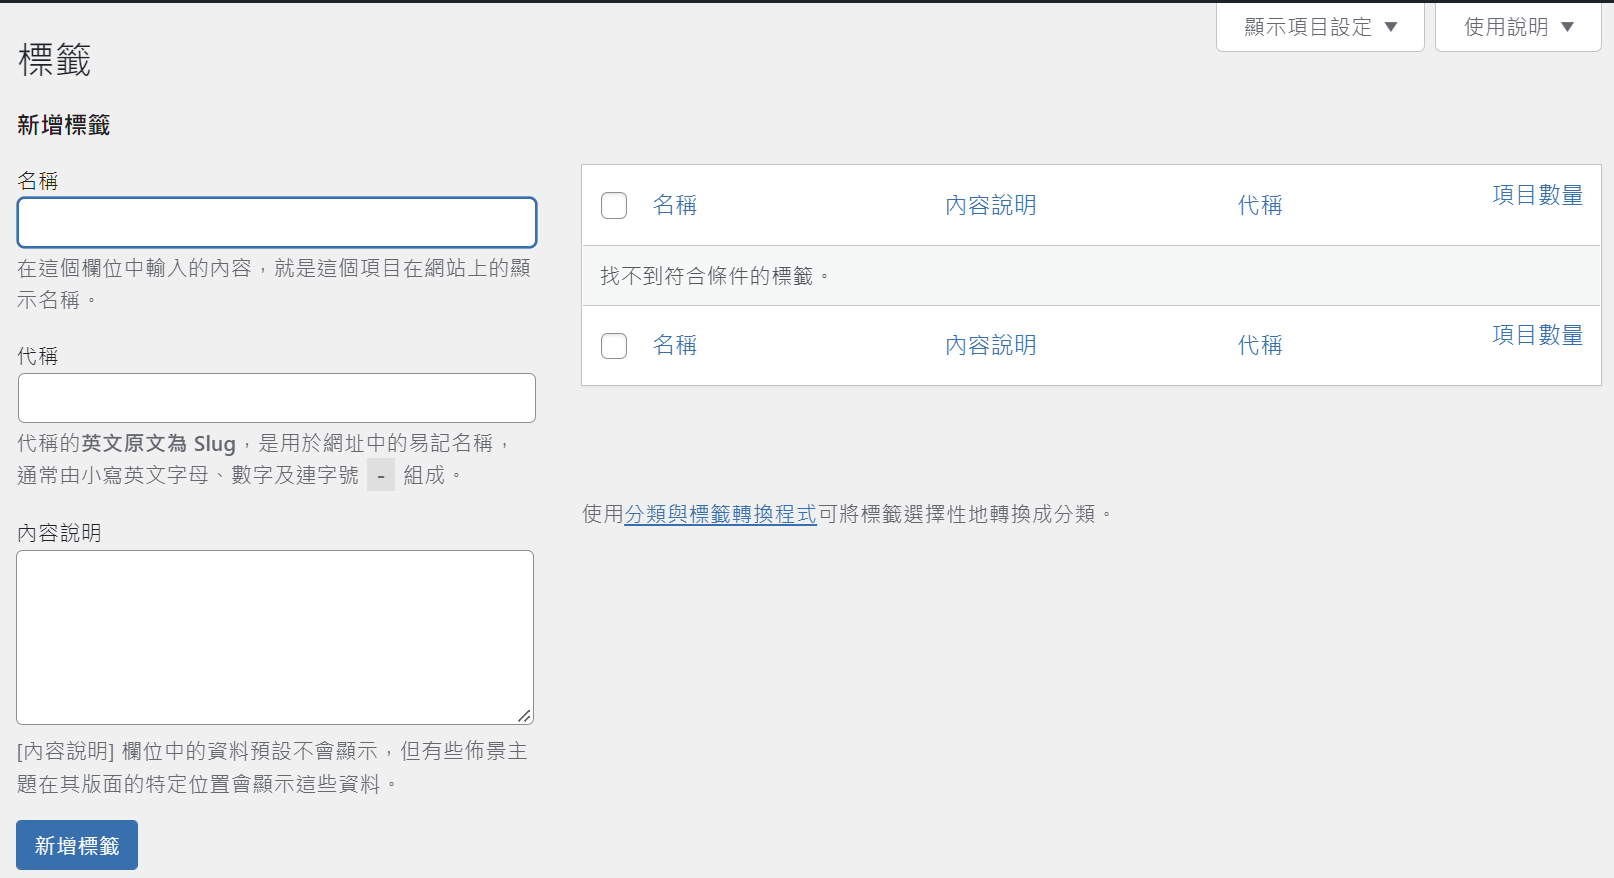 顯示項目設定 ▼
使用說明 ▼
標籤
新增標籤
名稱
在這個欄位中輸入的內容，就是這個項目在網站上的顯
示名稱。
代稱
代稱的英文原文為 Slug，是用於網址中的易記名稱，
通常由小寫英文字母、數字及連字號 - 組成。
內容說明
[內容說明] 欄位中的資料預設不會顯示，但有些佈景主
題在其版面的特定位置會顯示這些資料。
新增標籤
名稱 內容說明 代稱 項目數量
找不到符合條件的標籤。
名稱 內容說明 代稱 項目數量
使用分類與標籤轉換程式可將標籤選擇性地轉換成分類。